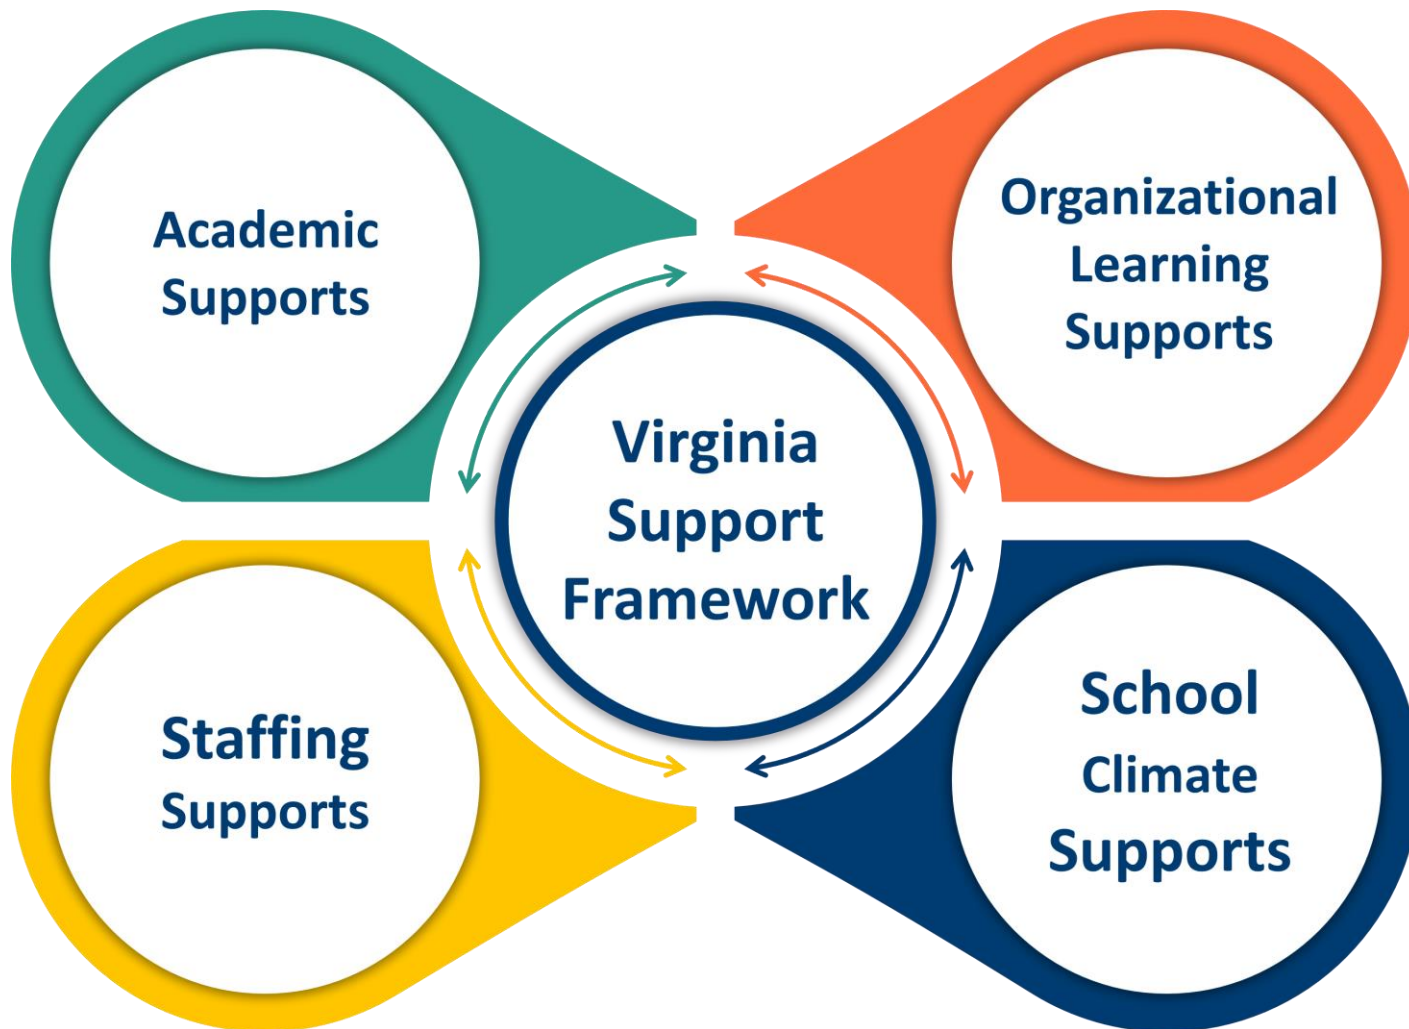 Academic
Supports
Organizational
Learning
Supports
Virginia
Support
Framework
Staffing
Supports
School
Climate
Supports